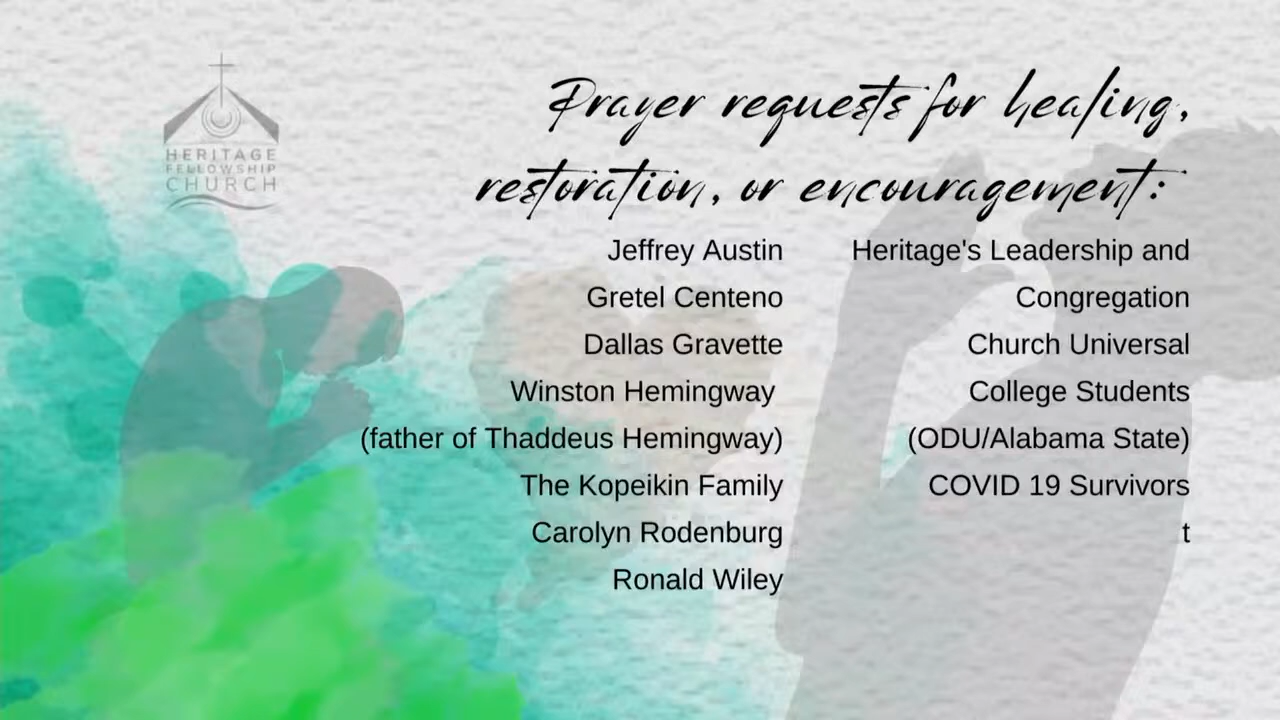 HERITAGE
FELLOWSHIP
CHURCH
Prayer requests for healing,
restoration, or encouragement:
Jeffrey Austin
Gretel Centeno
Dallas Gravette
Winston Hemingway
(father of Thaddeus Hemingway)
The Kopeikin Family
Carolyn Rodenburg
Ronald Wiley
Heritage's Leadership and
Congregation
Church Universal
College Students
(ODU/Alabama State)
COVID 19 Survivors
t